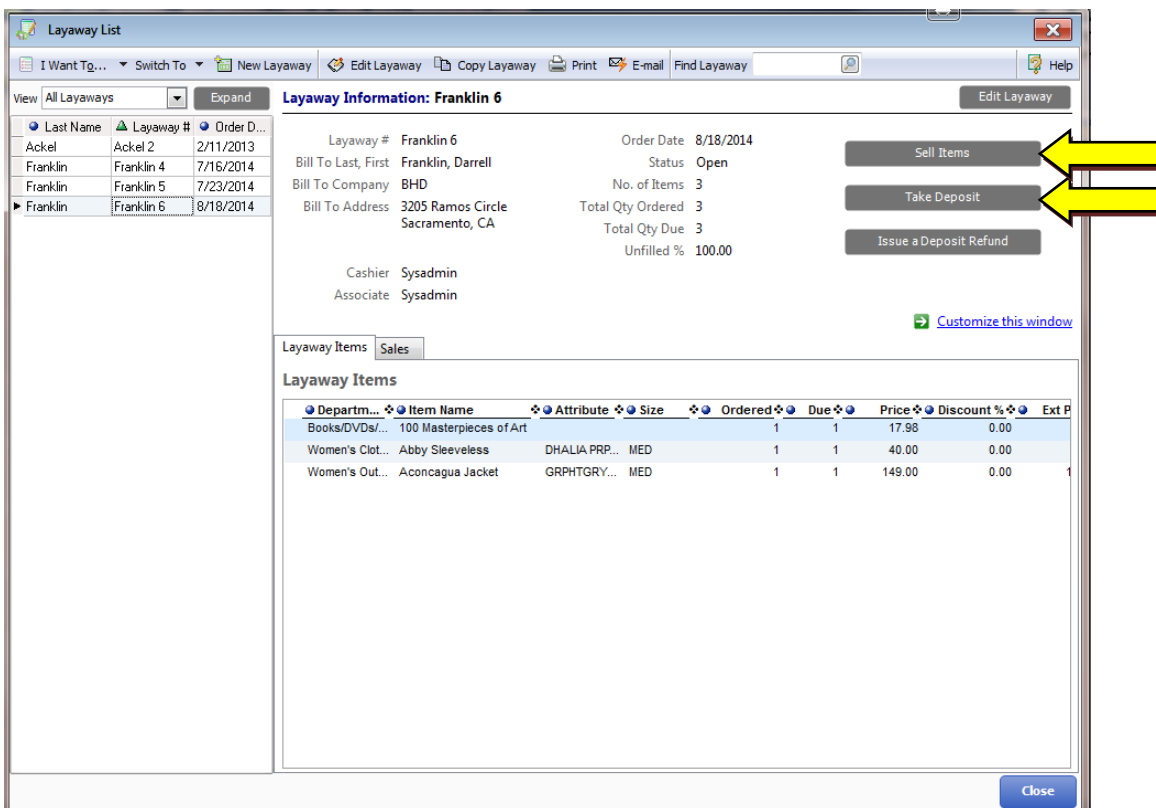 Layaway List
I Want To... Switch To New Layaway Edit Layaway Copy Layaway Print E-mail Find Layaway Help
View All Layaways Expand
Last Name Layaway # Order D...
Ackel Ackel 2 2/11/2013
Franklin Franklin 4 7/16/2014
Franklin Franklin 5 7/23/2014
Franklin Franklin 6 8/18/2014
Layaway Information: Franklin 6 Edit Layaway
Layaway # Franklin 6 Order Date 8/18/2014
Bill To Last, First Franklin, Darrell Status Open
Bill To Company BHD No. of Items 3
Bill To Address 3205 Ramos Circle Total Qty Ordered 3
Sacramento, CA Total Qty Due 3
Unfilled % 100.00
Cashier Sysadmin
Associate Sysadmin
Sell Items
Take Deposit
Issue a Deposit Refund
Customize this window
Layaway Items Sales
Layaway Items
Departm... Item Name Attribute Size Ordered Due Price Discount % Ext P
Books/DVDs/... 100 Masterpieces of Art 1 1 17.98 0.00
Women's Clot... Abby Sleeveless DHALIA PRP... MED 1 1 40.00 0.00
Women's Out... Aconcagua Jacket GRPHTGRY... MED 1 1 149.00 0.00 1
Close